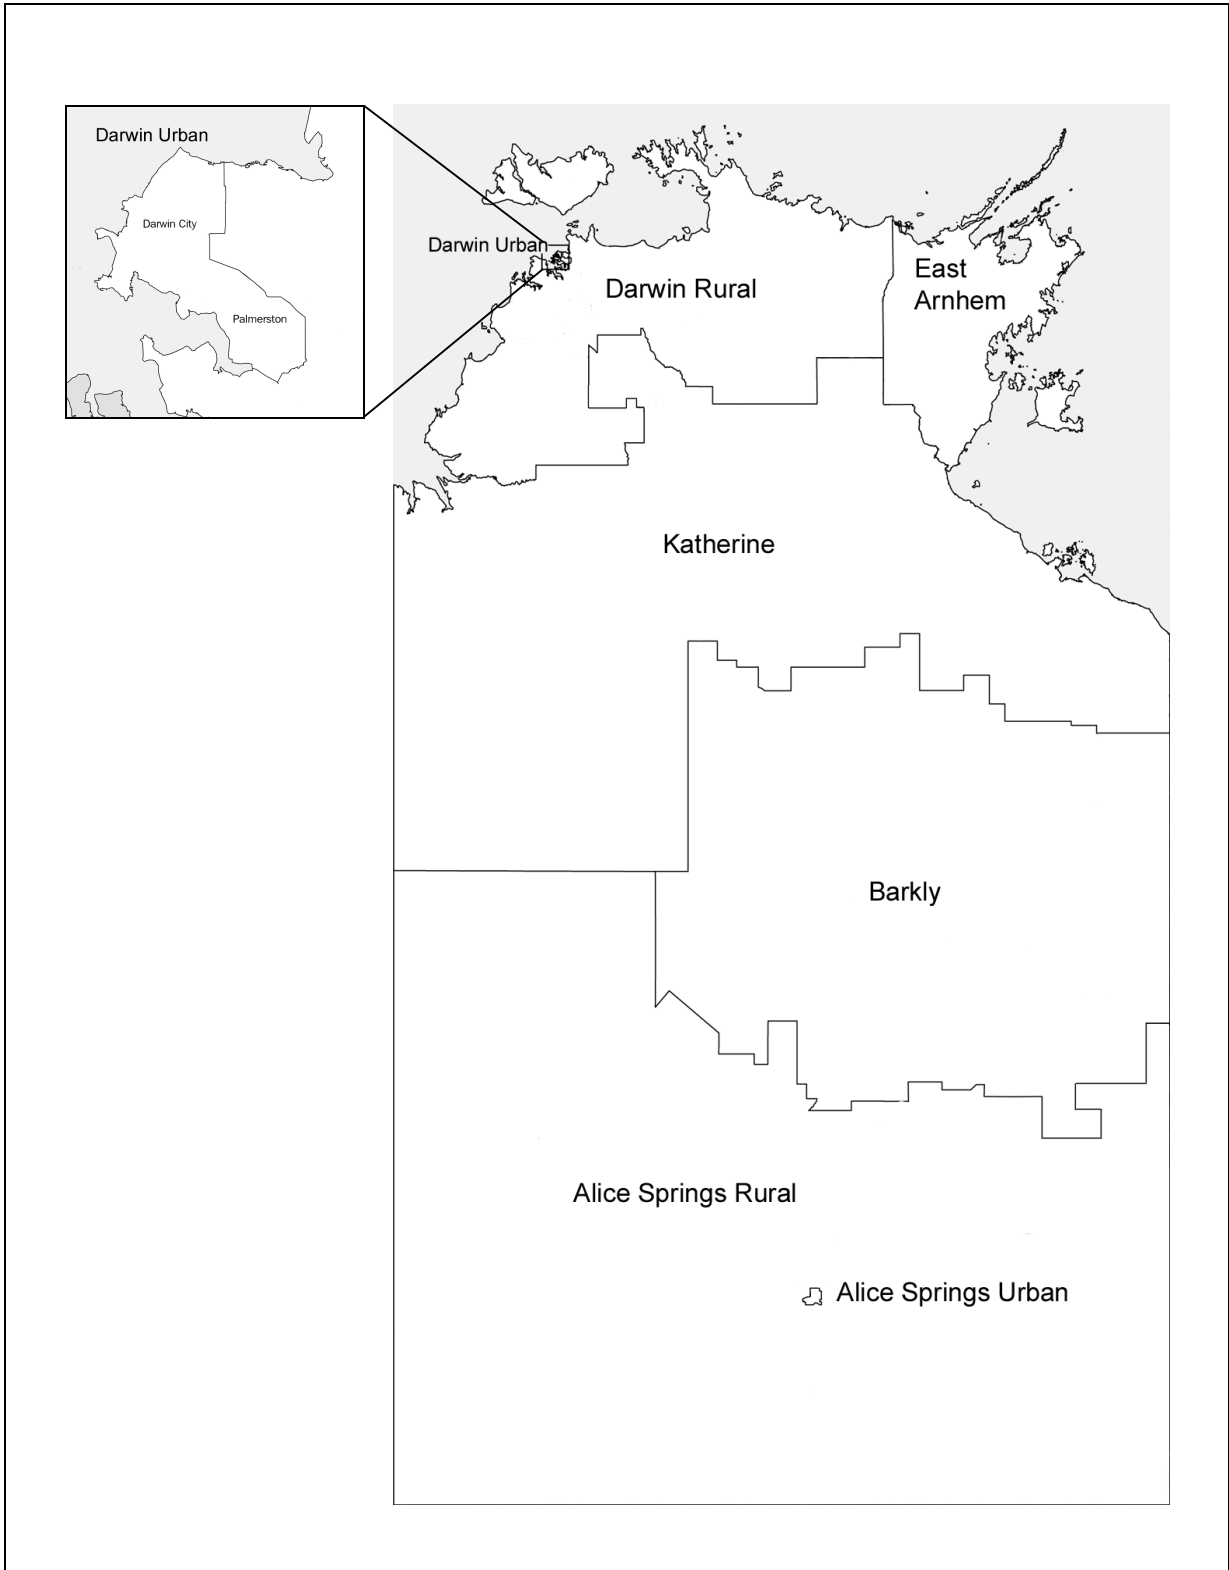 Darwin Urban
Darwin City
Palmerston
Darwin Urban
Darwin Rural
East
Arnhem
Katherine
Barkly
Alice Springs Rural
Alice Springs Urban